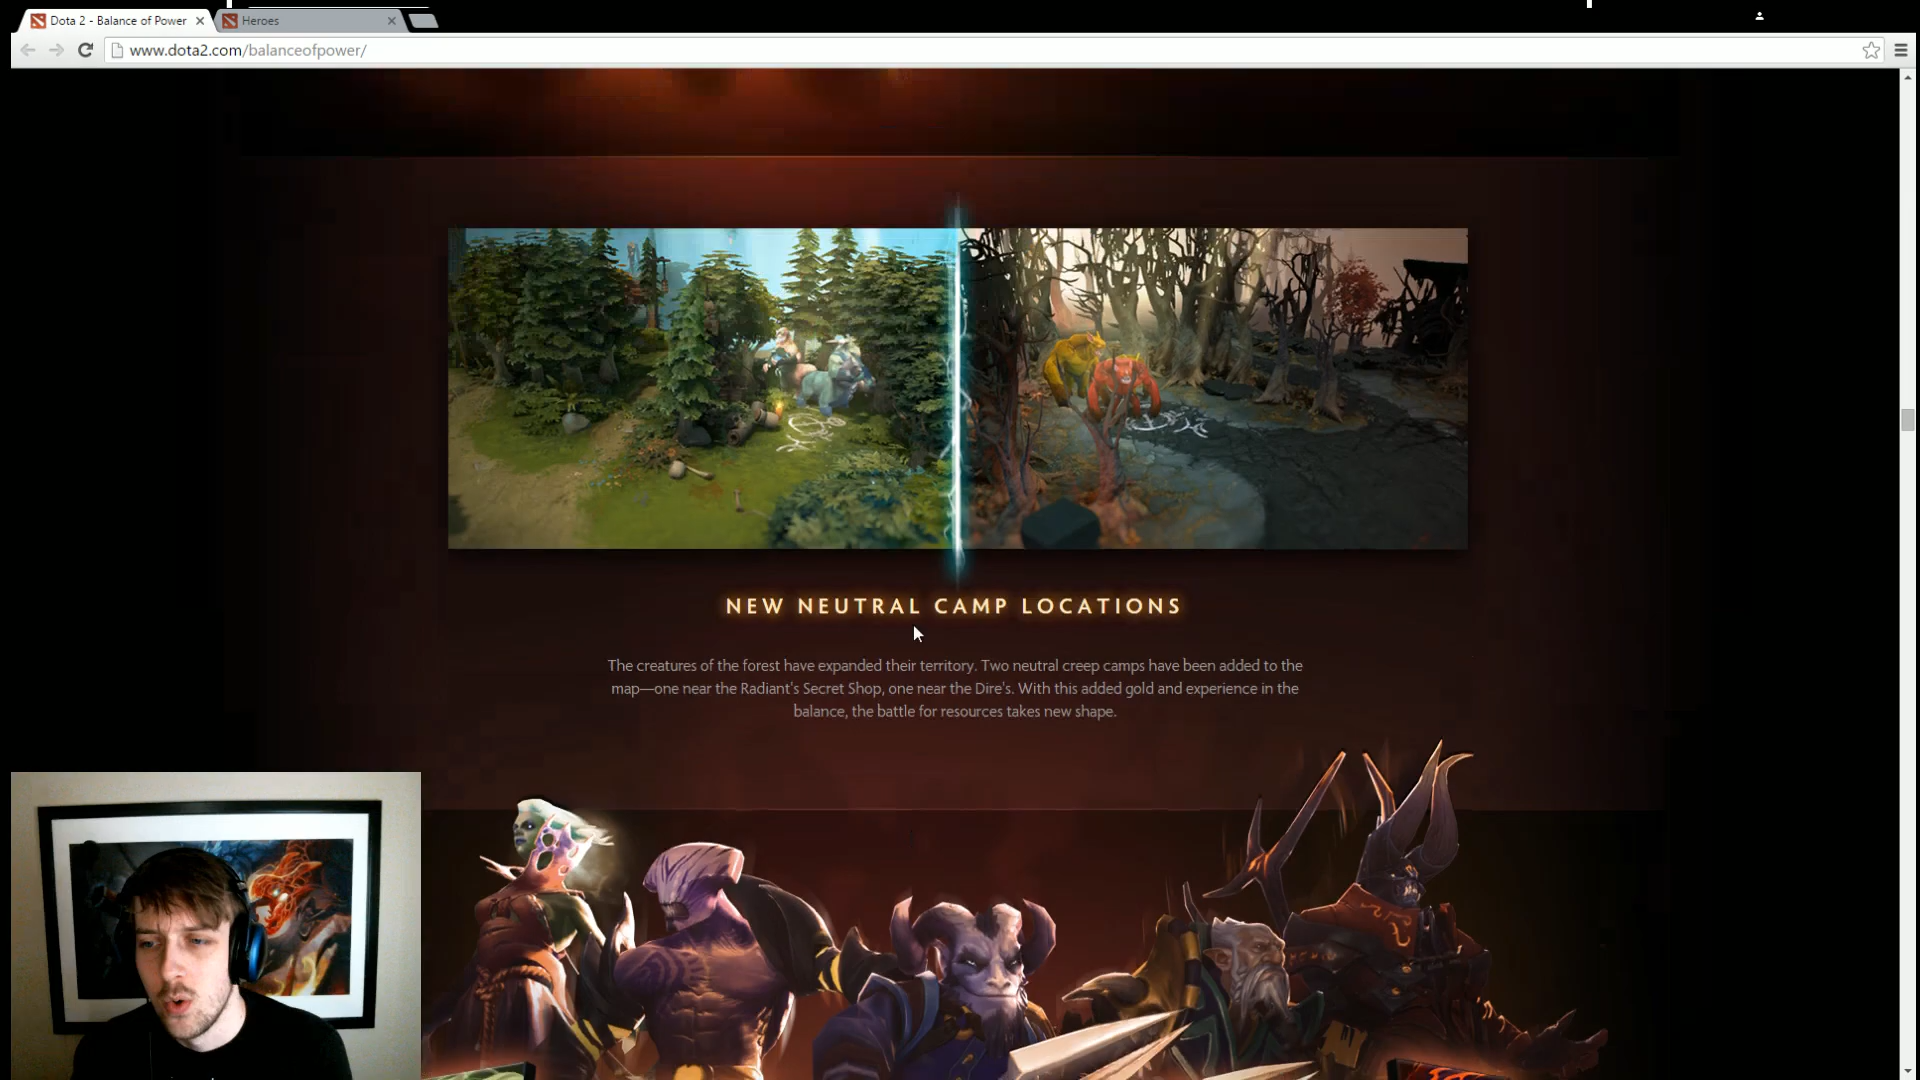 Dota 2 - Balance of Power
Heroes
www.dota2.com/balanceofpower/
NEW NEUTRAL CAMP LOCATIONS
The creatures of the forest have expanded their territory. Two neutral creep camps have been added to the
map—one near the Radiant's Secret Shop, one near the Dire's. With this added gold and experience in the
balance, the battle for resources takes new shape.